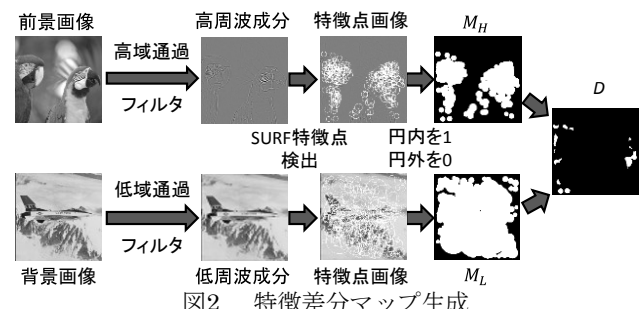 前景画像
高域通過
フィルタ
高周波成分
特徴点画像
M_H
SURF特徴点
検出
円内を1
円外を0
D
低域通過
フィルタ
背景画像
低周波成分
特徴点画像
M_L
図2 特徴差分マップ生成